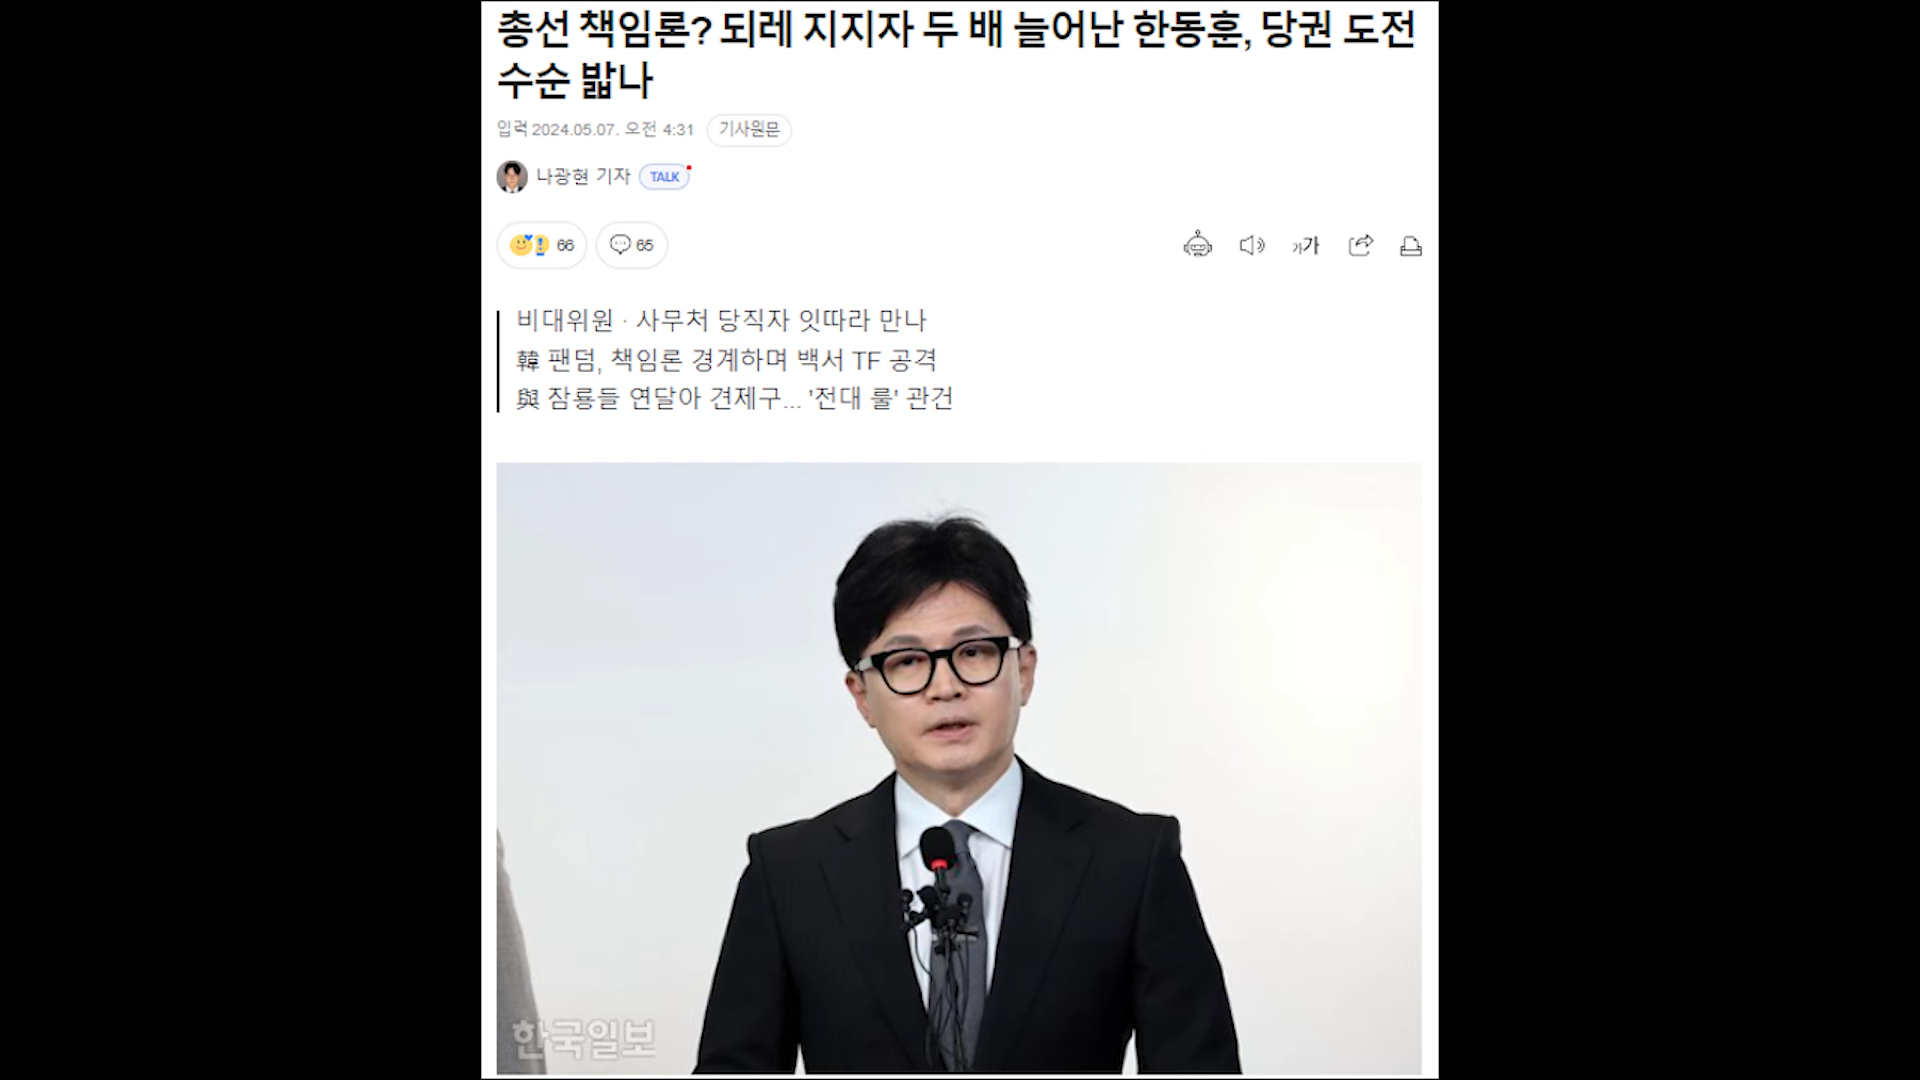 총선 책임론? 되레 지지자 두 배 늘어난 한동훈, 당권 도전
수순 밟나
입력 2024.05.07. 오전 4:31 기사원문
나광현 기자 TALK
66 65 가가
비대위원 · 사무처 당직자 잇따라 만나
韓 팬덤, 책임론 경계하며 백서 TF 공격
與 잠룡들 연달아 견제구... '전대 룰' 관건
한국일보